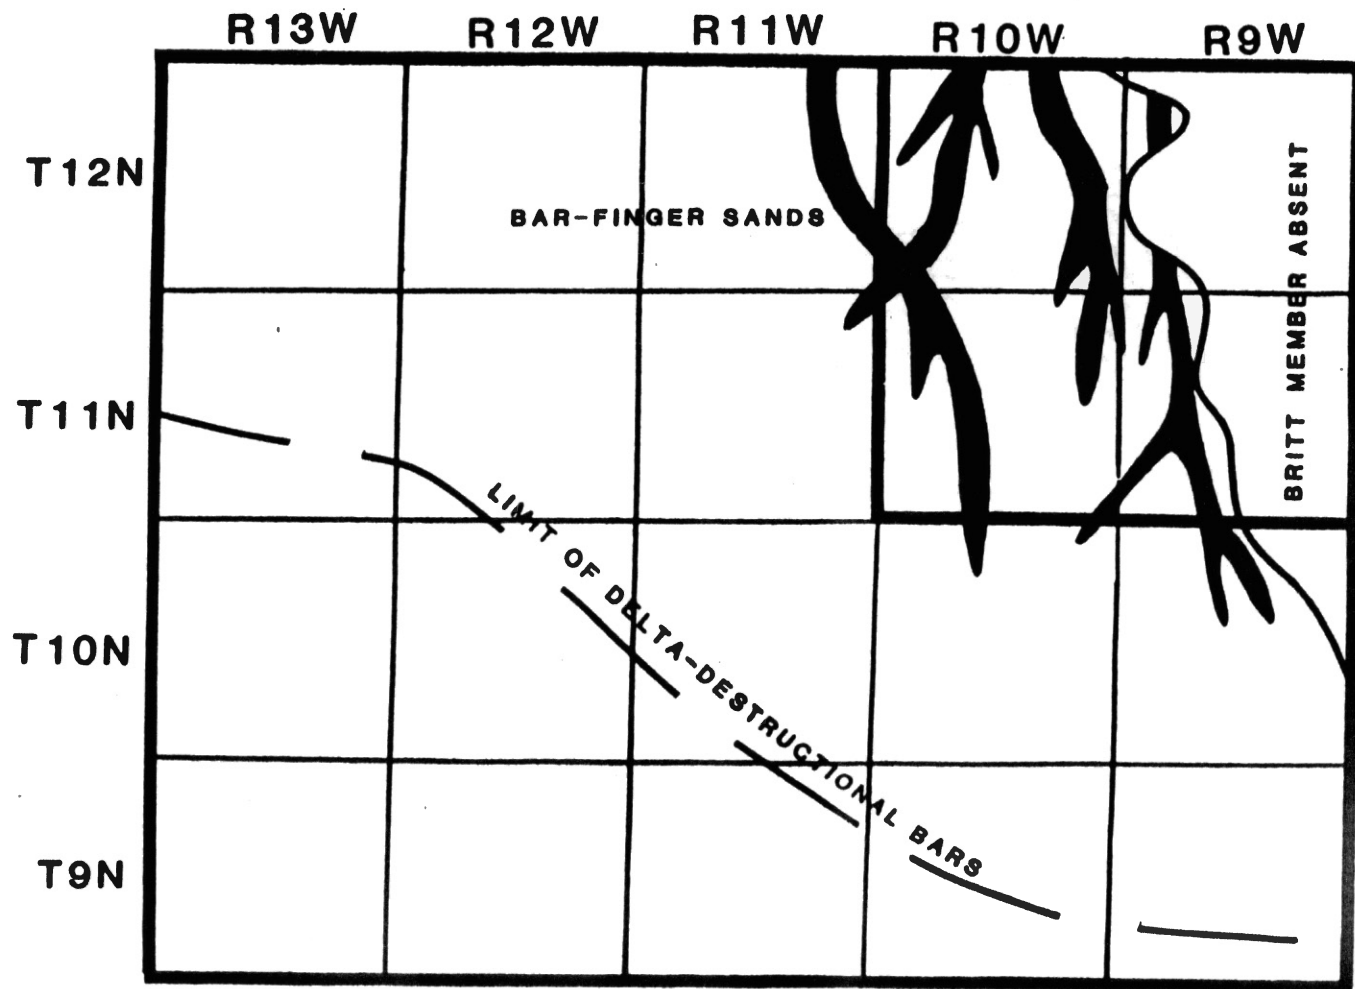 R13W R12W R11W R10W R9W
T12N
BAR-FINGER SANDS
BRITT MEMBER ABSENT
T11N
LIMIT OF DELTA-DESTRUCTIONAL BARS
T10N
T9N